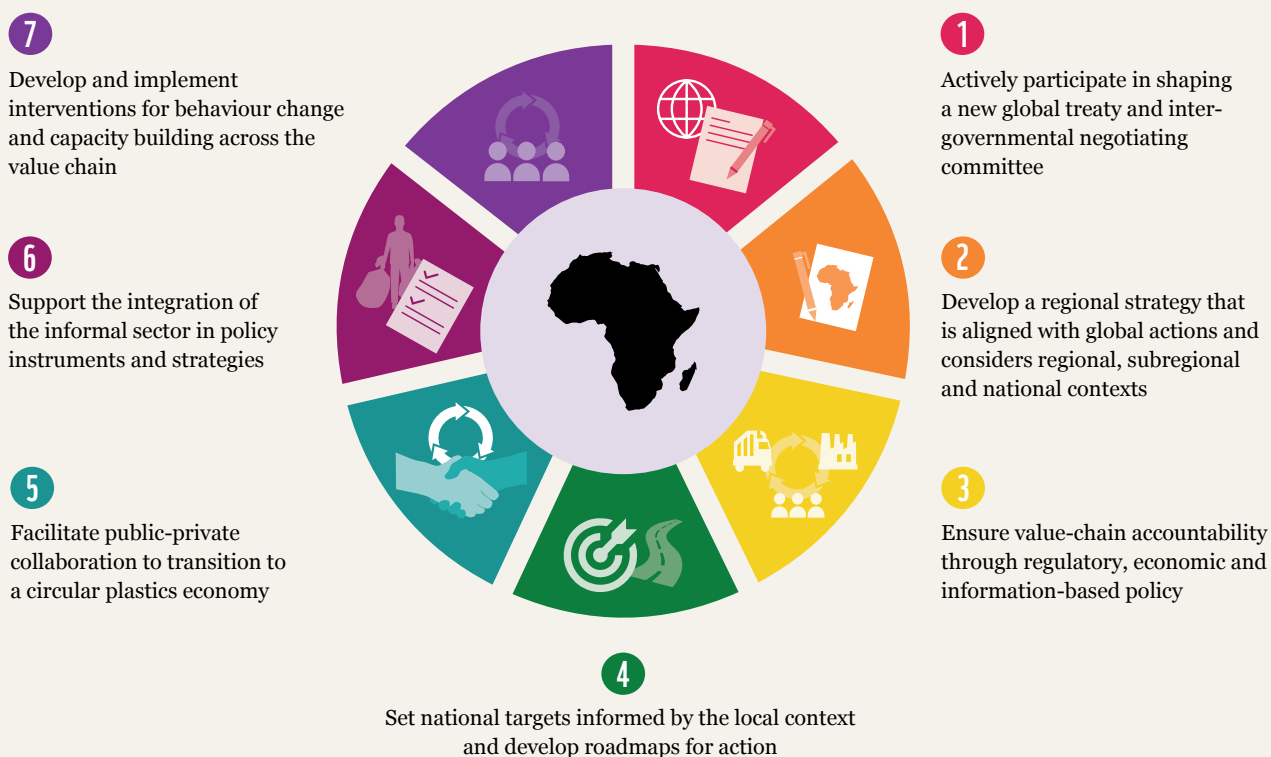 1
Actively participate in shaping
a new global treaty and inter-
governmental negotiating
committee
2
Develop a regional strategy that
is aligned with global actions and
considers regional, subregional
and national contexts
3
Ensure value-chain accountability
through regulatory, economic and
information-based policy
4
Set national targets informed by the local context
and develop roadmaps for action
5
Facilitate public-private
collaboration to transition to
a circular plastics economy
6
Support the integration of
the informal sector in policy
instruments and strategies
7
Develop and implement
interventions for behaviour change
and capacity building across the
value chain